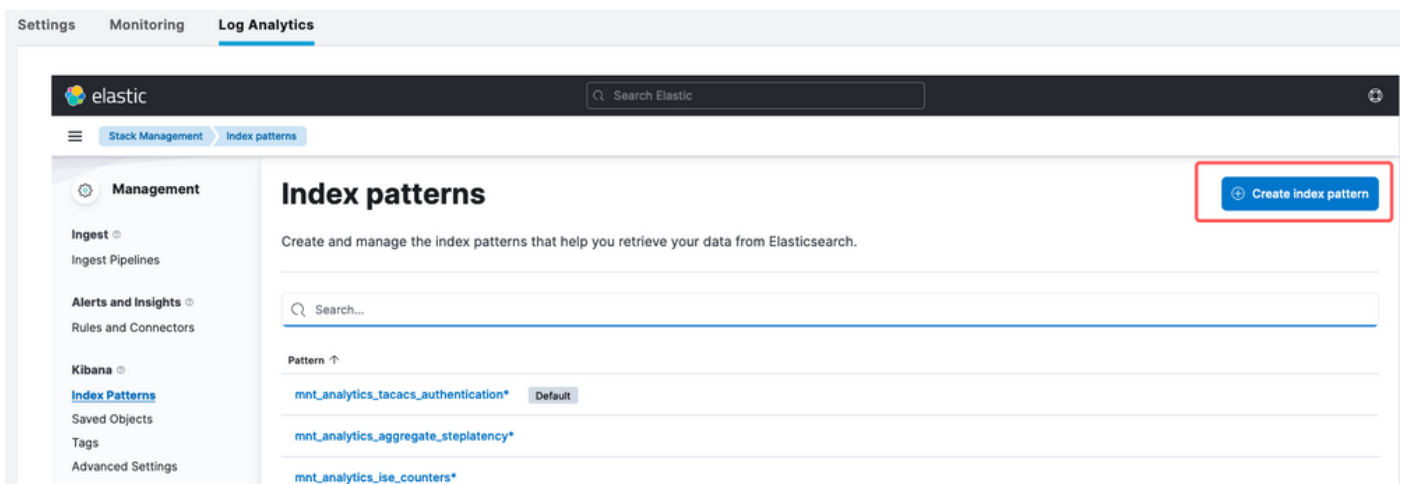 Settings Monitoring Log Analytics
elastic Search Elastic
Stack Management Index patterns
Management
Ingest
Ingest Pipelines
Alerts and Insights
Rules and Connectors
Kibana
Index Patterns
Saved Objects
Tags
Advanced Settings
Index patterns
Create index pattern
Create and manage the index patterns that help you retrieve your data from Elasticsearch.
Search...
Pattern ↑
mnt_analytics_tacacs_authentication* Default
mnt_analytics_aggregate_steplatency*
mnt_analytics_ise_counters*